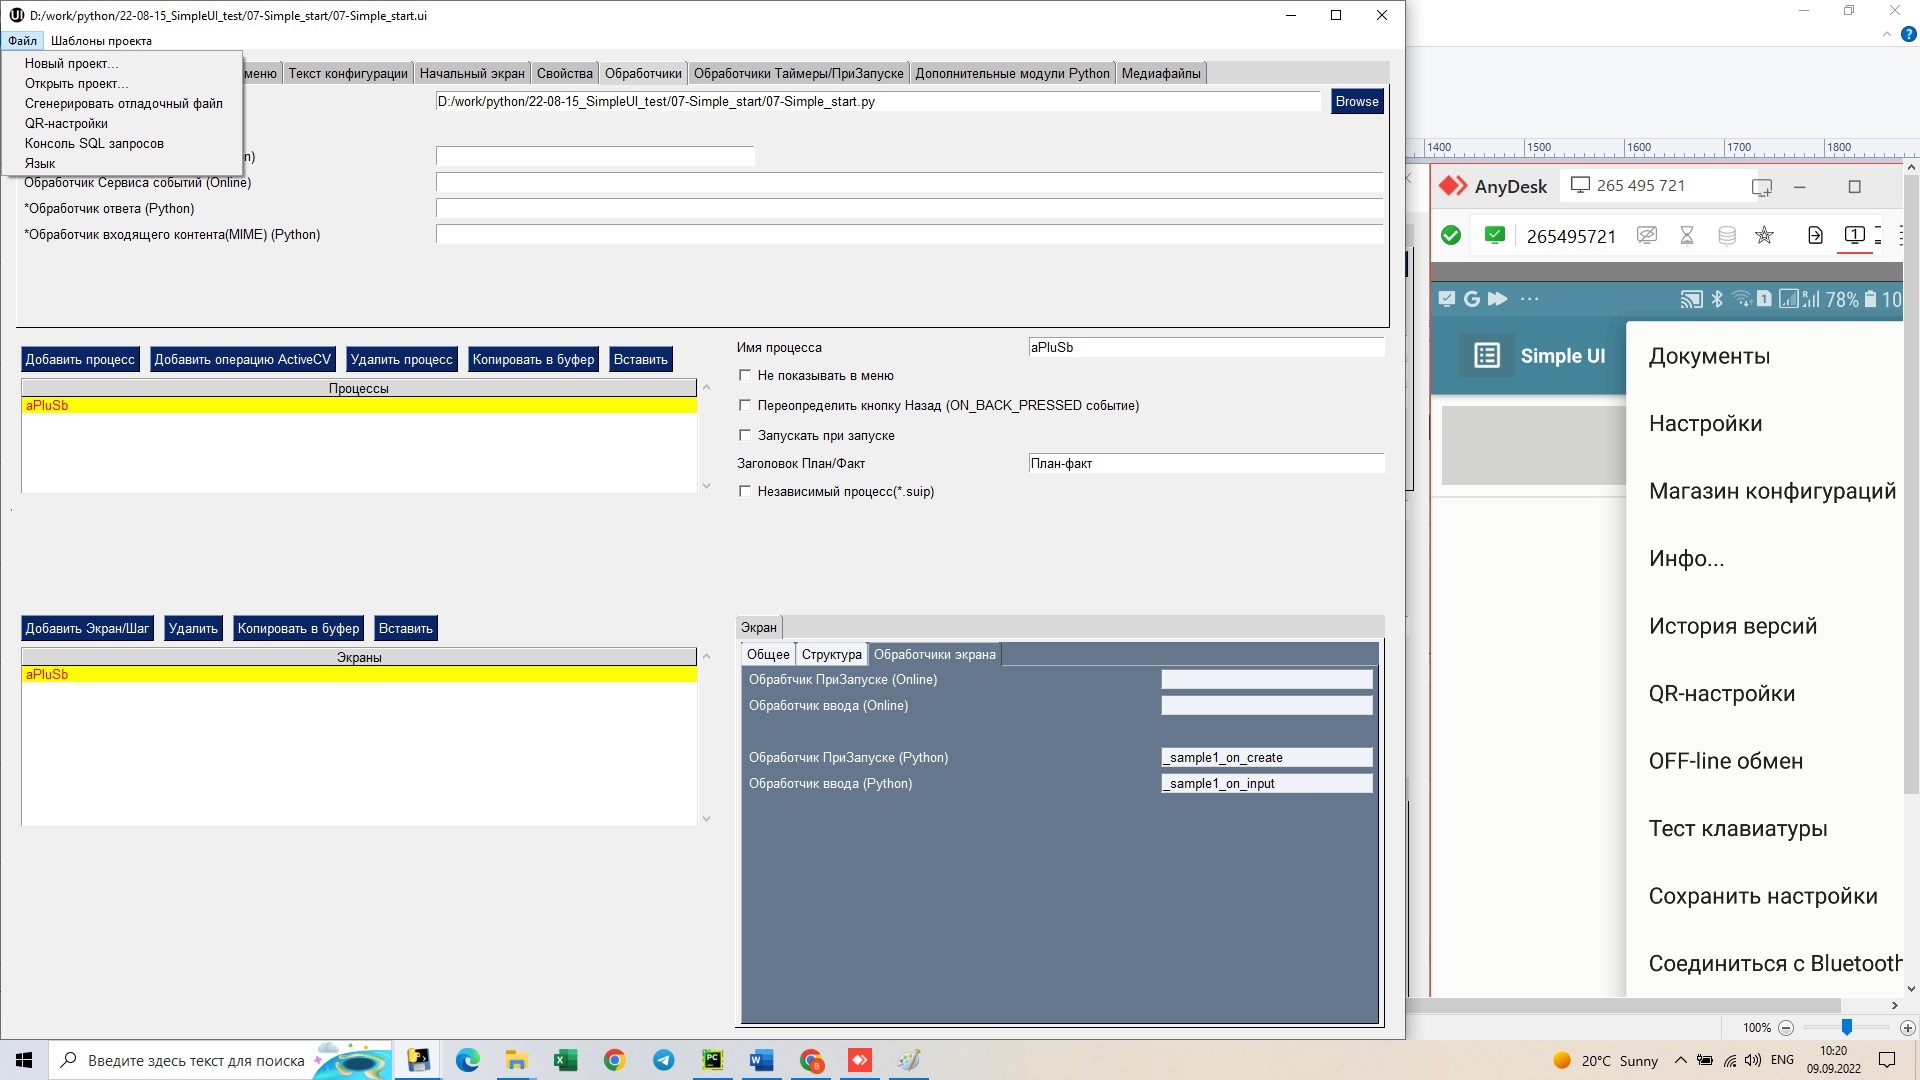 D:/work/python/22-08-15_SimpleUI_test/07-Simple_start/07-Simple_start.ui
Файл Шаблоны проекта
Новый проект...
Открыть проект...
Сгенерировать отладочный файл
QR-настройки
Консоль SQL запросов
Язык
меню Текст конфигурации Начальный экран Свойства Обработчики Обработчики Таймеры/ПриЗапуске Дополнительные модули Python Медиафайлы
D:/work/python/22-08-15_SimpleUI_test/07-Simple_start/07-Simple_start.py Browse
n)
Обработчик Сервиса событий (Online)
*Обработчик ответа (Python)
*Обработчик входящего контента(MIME) (Python)
Добавить процесс Добавить операцию ActiveCV Удалить процесс Копировать в буфер Вставить
Процессы
aPluSb
Имя процесса aPluSb
Не показывать в меню
Переопределить кнопку Назад (ON_BACK_PRESSED событие)
Запускать при запуске
Заголовок План/Факт План-факт
Независимый процесс(*.suip)
Добавить Экран/Шаг Удалить Копировать в буфер Вставить
Экраны
aPluSb
Экран
Общее Структура Обработчики экрана
Обрабтчик ПриЗапуске (Online)
Обработчик ввода (Online)
Обработчик ПриЗапуске (Python) _sample1_on_create
Обработчик ввода (Python) _sample1_on_input
1400 1500 1600 1700 1800
AnyDesk 265 495 721
265495721 1
78% 10
Simple UI
Документы
Настройки
Магазин конфигураций
Инфо...
История версий
QR-настройки
OFF-line обмен
Тест клавиатуры
Сохранить настройки
Соединиться с Bluetooth
100%
Введите здесь текст для поиска
20°C Sunny ENG 10:20
09.09.2022